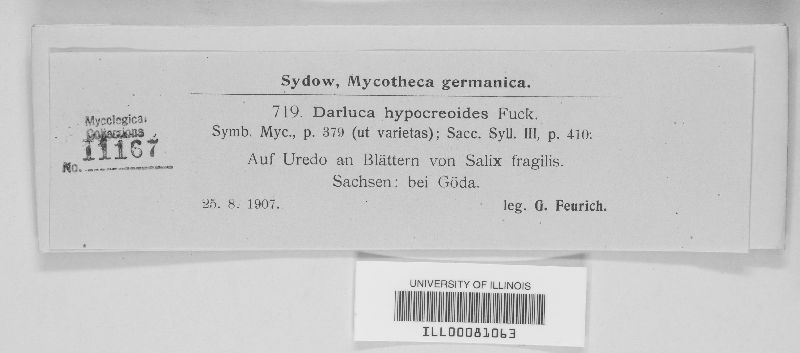 Sydow, Mycotheca germanica.
719. Darluca hypocreoides Fuck.
Symb. Myc., p. 379 (ut varietas); Sacc. Syll. III, p. 410.
Auf Uredo an Blättern von Salix fragilis.
Sachsen: bei Göda.
25. 8. 1907. leg. G. Feurich.
Mycological
Collections
No. 11167
UNIVERSITY OF ILLINOIS
ILL00081063